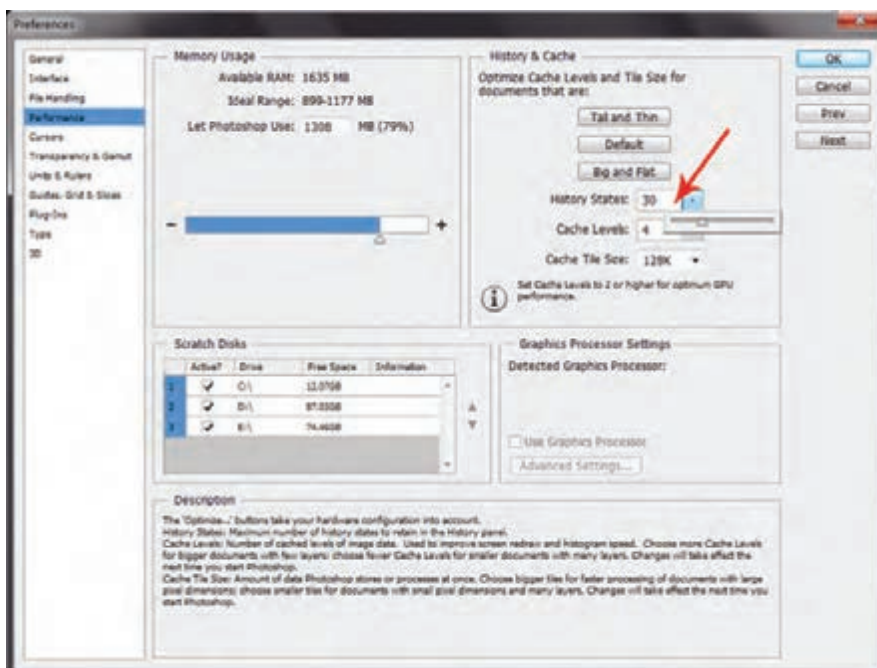 Preferences
General
Interface
File Handling
Performance
Cursors
Transparency & Gamut
Units & Rulers
Guides, Grid & Slices
Plug-Ins
Type
3D
Memory Usage
Available RAM: 1635 MB
Ideal Range: 899-1177 MB
Let Photoshop Use: 1308 MB (79%)
- +
History & Cache
Optimize Cache Levels and Tile Size for
documents that are:
Tall and Thin
Default
Big and Flat
History States: 30
Cache Levels: 4
Cache Tile Size: 128K
Set Cache Levels to 2 or higher for optimum GPU
performance.
OK
Cancel
Prev
Next
Scratch Disks
Active? Drive Free Space Information
1 C:\ 12.07GB
2 D:\ 87.03GB
3 E:\ 74.46GB
Graphics Processor Settings
Detected Graphics Processor:
Use Graphics Processor
Advanced Settings...
Description
The 'Optimize...' buttons take your hardware configuration into account.
History States: Maximum number of history states to retain in the History panel.
Cache Levels: Number of cached levels of image data. Used to improve screen redraw and histogram speed. Choose more Cache Levels
for bigger documents with few layers; choose fewer Cache Levels for smaller documents with many layers. Changes will take effect the
next time you start Photoshop.
Cache Tile Size: Amount of data Photoshop stores or processes at once. Choose bigger tiles for faster processing of documents with large
pixel dimensions; choose smaller tiles for documents with small pixel dimensions and many layers. Changes will take effect the next time you
start Photoshop.